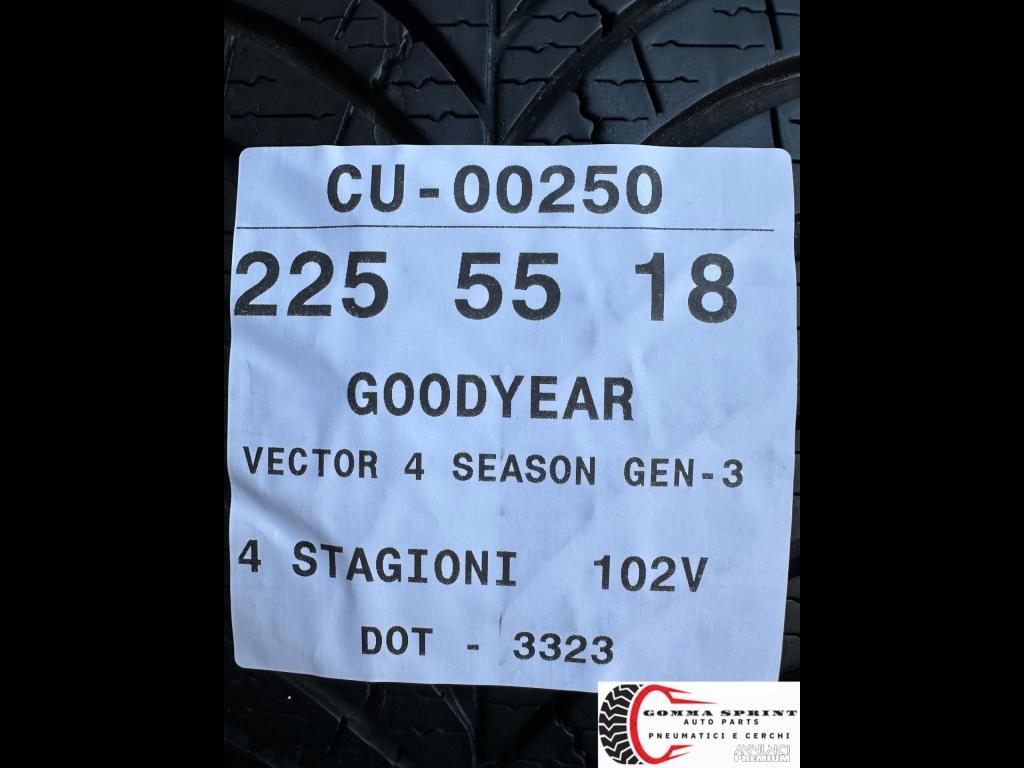 CU-00250
225 55 18
GOODYEAR
VECTOR 4 SEASON GEN-3
4 STAGIONI 102V
DOT - 3323
GOMMA SPRINT
AUTO PARTS
PNEUMATICI E CERCHI
ANNUNCI
PREMIUM